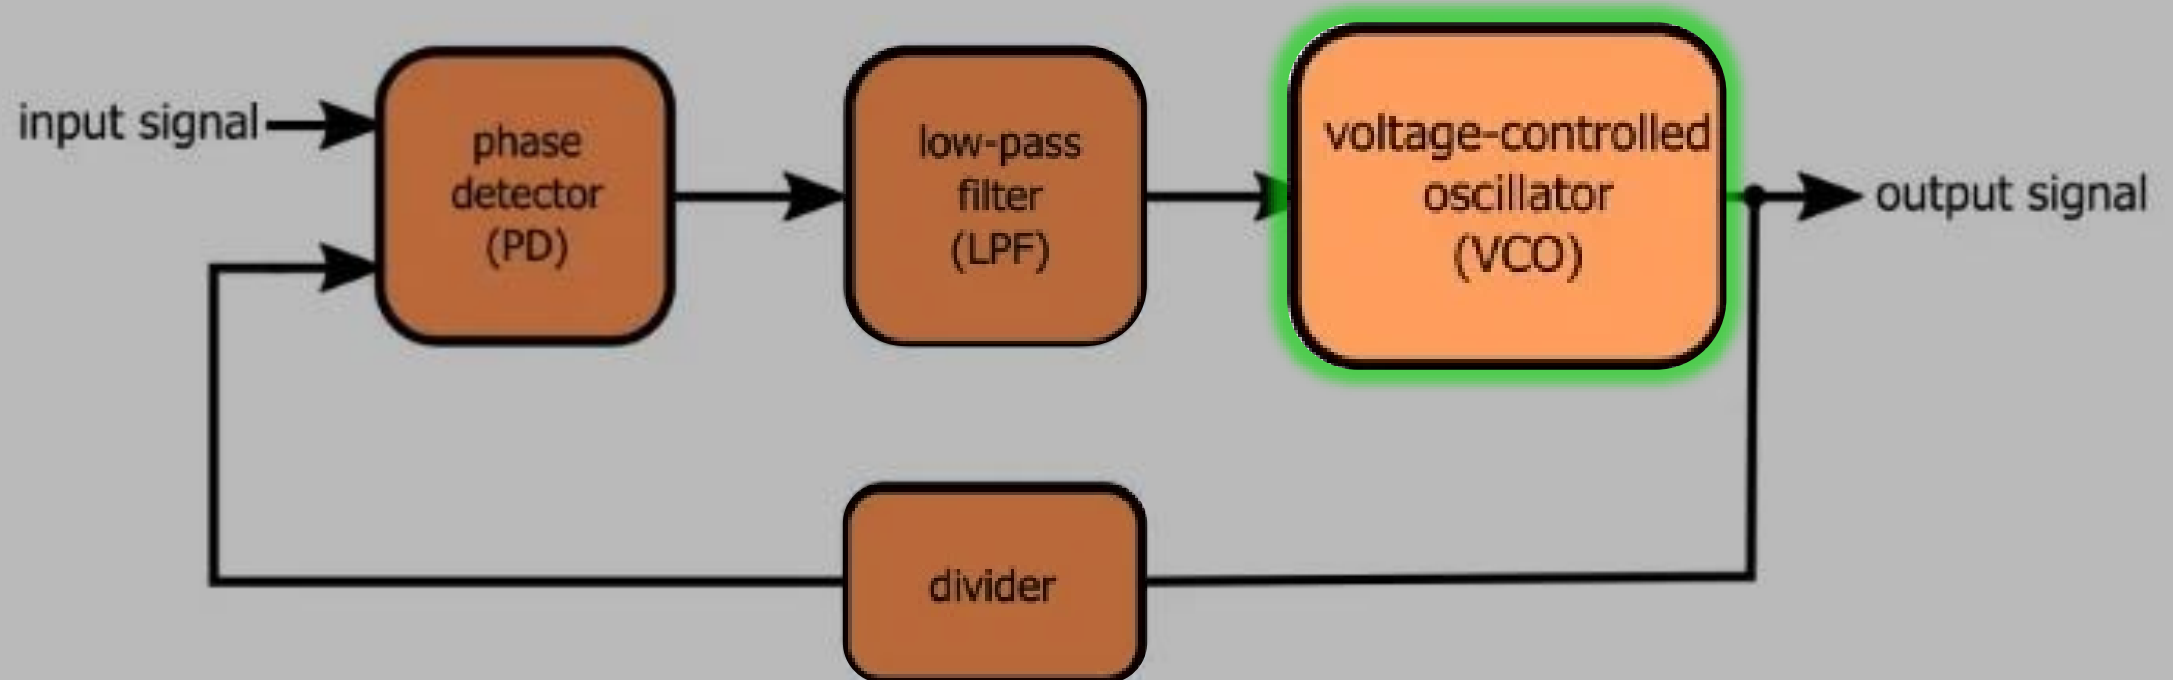 input signal
phase
detector
(PD)
low-pass
filter
(LPF)
voltage-controlled
oscillator
(VCO)
output signal
divider